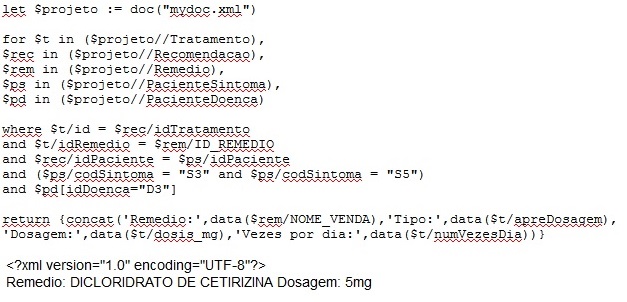 let $projeto := doc("mydoc.xml")
for $t in ($projeto//Tratamento),
$rec in ($projeto//Recomendacao),
$rem in ($projeto//Remedio),
$ps in ($projeto//PacienteSintoma),
$pd in ($projeto//PacienteDoenca)
where $t/id = $rec/idTratamento
and $t/idRemedio = $rem/ID_REMEDIO
and $rec/idPaciente = $ps/idPaciente
and ($ps/codSintoma = "S3" and $ps/codSintoma = "S5")
and $pd[idDoenca="D3"]
return {concat('Remedio:',data($rem/NOME_VENDA),'Tipo:',data($t/apreDosagem),
'Dosagem:',data($t/dosis_mg),'Vezes por dia:',data($t/numVezesDia))}
<?xml version="1.0" encoding="UTF-8"?>
Remedio: DICLORIDRATO DE CETIRIZINA Dosagem: 5mg